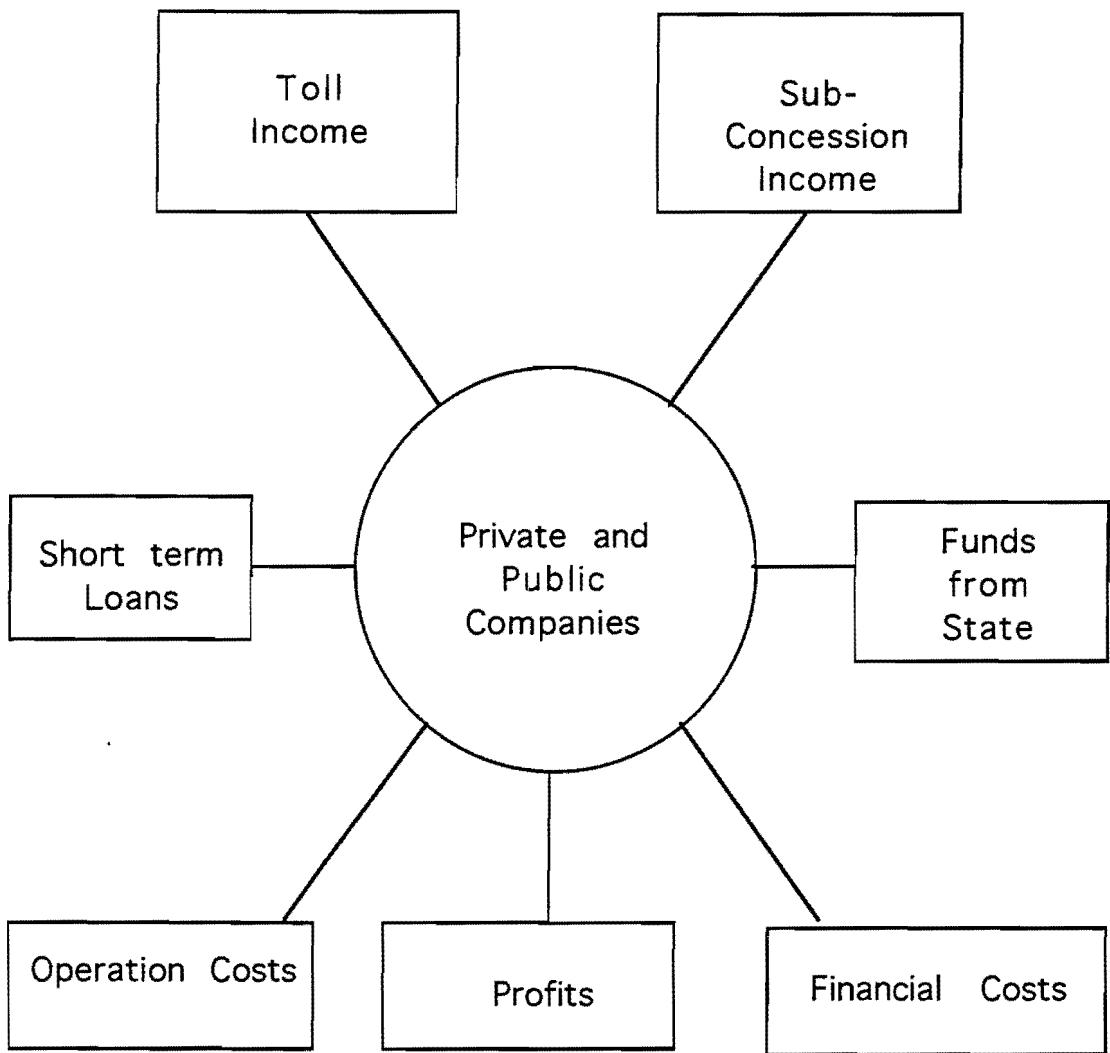 Toll
Income
Sub-
Concession
Income
Short term
Loans
Private and
Public
Companies
Funds
from
State
Operation Costs
Profits
Financial Costs